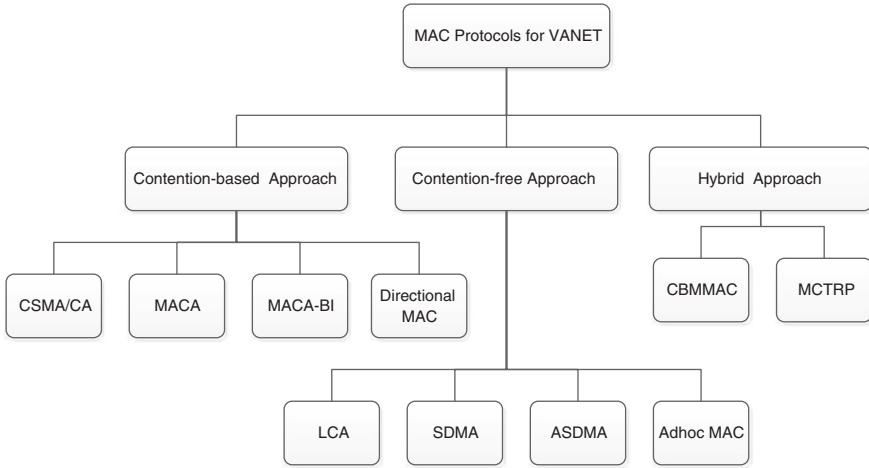 MAC Protocols for VANET
Contention-based Approach
Contention-free Approach
Hybrid Approach
CSMA/CA
MACA
MACA-BI
Directional
MAC
CBMMAC
MCTRP
LCA
SDMA
ASDMA
Adhoc MAC